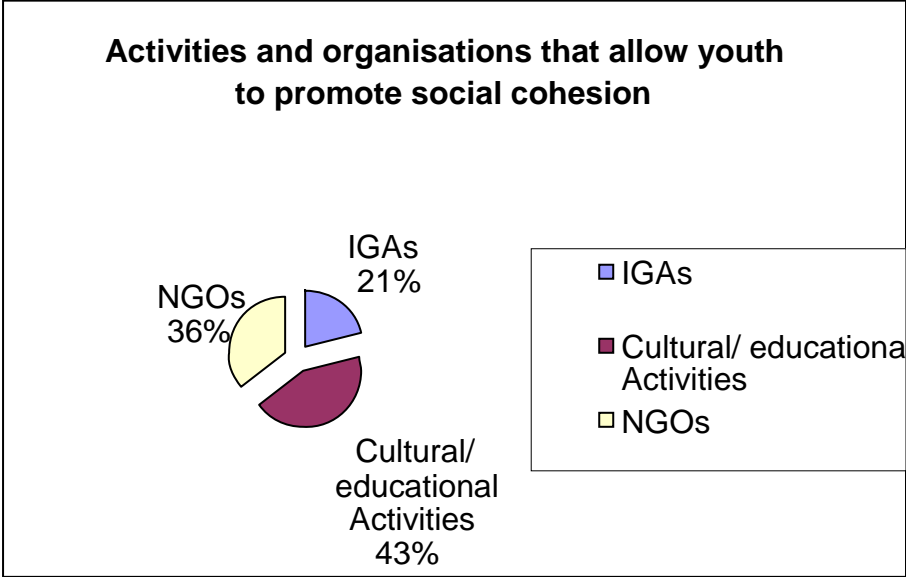 Activities and organisations that allow youth
to promote social cohesion
IGAs
21%
NGOs
36%
Cultural/
educational
Activities
43%
IGAs
Cultural/ educationa
Activities
NGOs